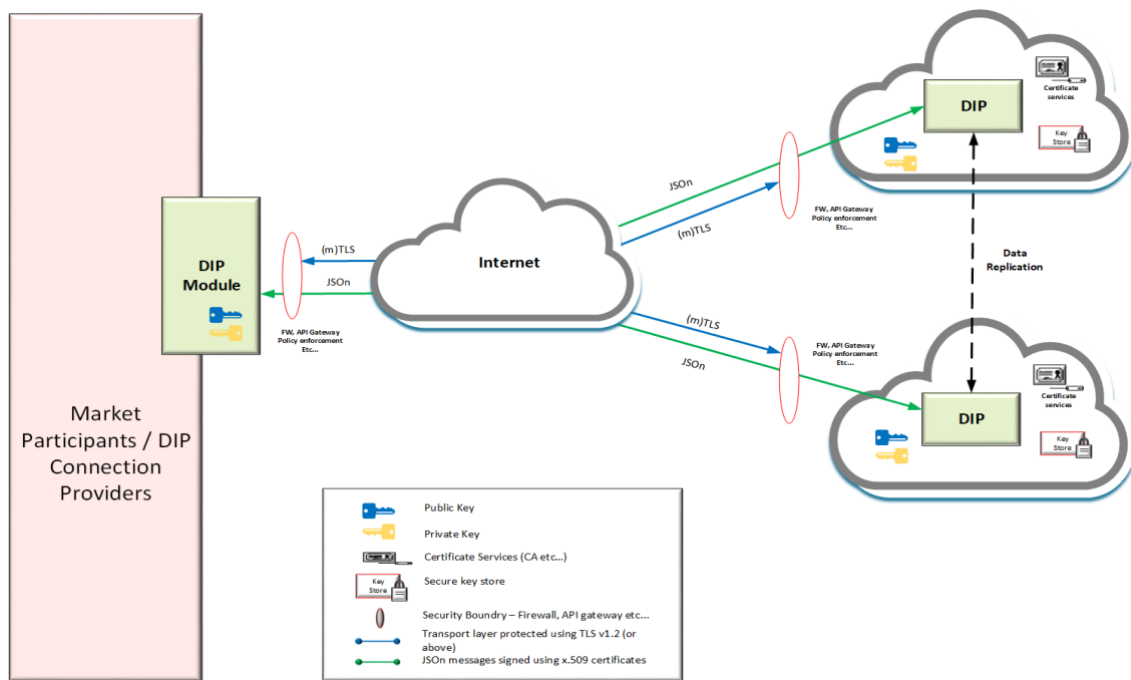 DIP
Certificate
services
Key
Store
JSOn
(m)TLS
FW, API Gateway
Policy enforcement
Etc...
Data
Replication
Internet
(m)TLS
JSOn
DIP
Module
FW, API Gateway
Policy enforcement
Etc...
(m)TLS
JSOn
FW, API Gateway
Policy enforcement
Etc...
DIP
Certificate
services
Key
Store
Market
Participants / DIP
Connection
Providers
Public Key
Private Key
Certificate Services (CA etc...)
Key
Store
Secure key store
Security Boundry – Firewall, API gateway etc...
Transport layer protected using TLS v1.2 (or
above)
JSOn messages signed using x.509 certificates